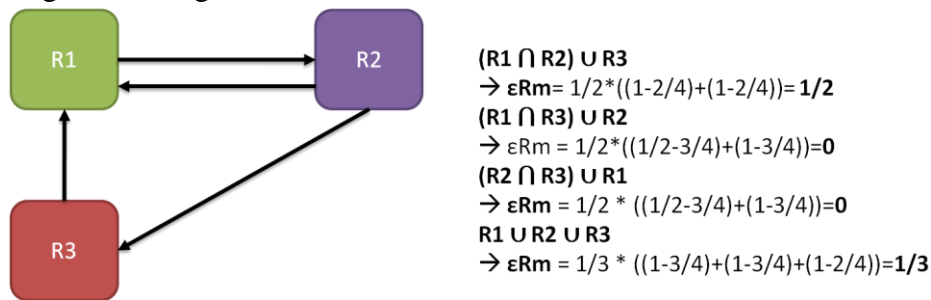 R1
R2
R3
(R1 ⋂ R2) ∪ R3
→ εRm= 1/2*((1-2/4)+(1-2/4))= 1/2
(R1 ⋂ R3) ∪ R2
→ εRm = 1/2*((1/2-3/4)+(1-3/4))=0
(R2 ⋂ R3) ∪ R1
→ εRm = 1/2 * ((1/2-3/4)+(1-3/4))=0
R1 ∪ R2 ∪ R3
→ εRm = 1/3 * ((1-3/4)+(1-3/4)+(1-2/4))=1/3